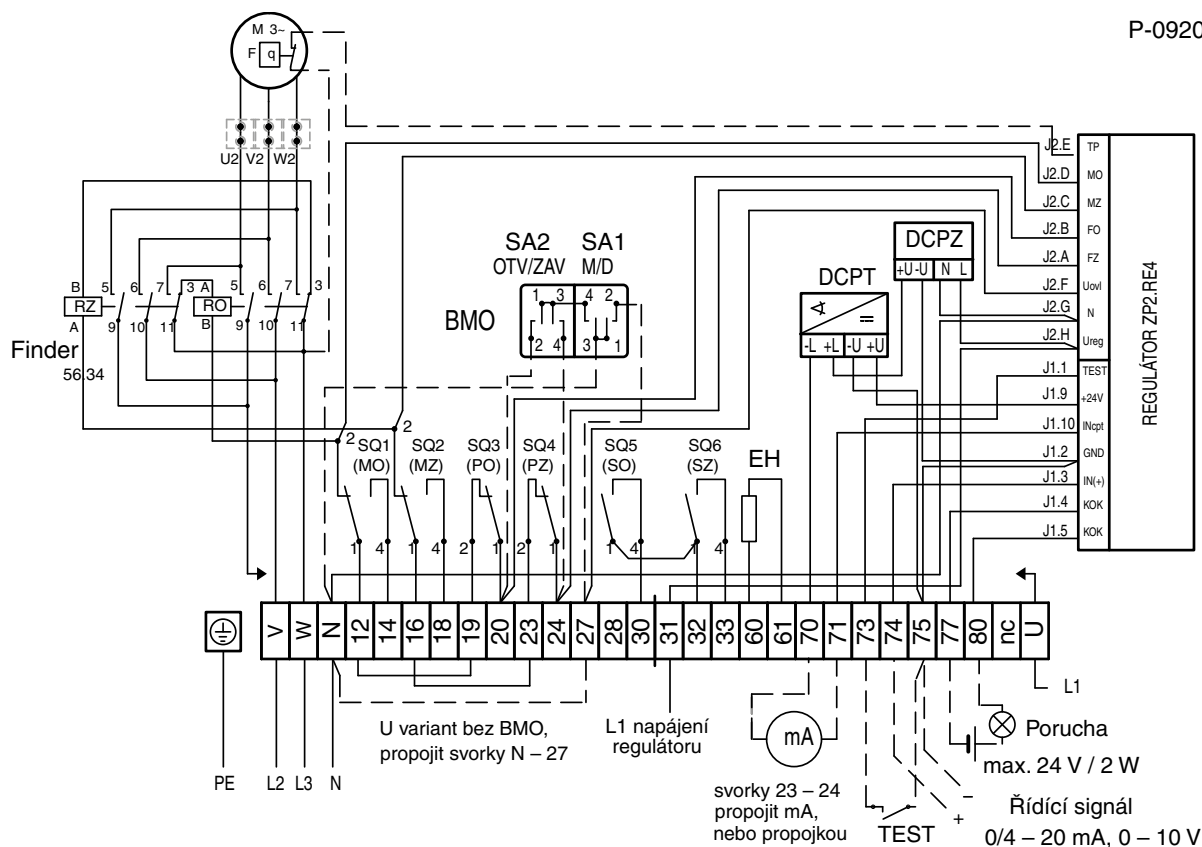 P-0920
M 3~
F q
U2 V2 W2
J2.E TP
J2.D MO
J2.C MZ
J2.B FO
J2.A FZ
J2.F Uovl
J2.G N
J2.H Ureg
J1.1 TEST
J1.9 +24V
J1.10 INcpt
J1.2 GND
J1.3 IN(+)
J1.4 KOK
J1.5 KOK
REGULÁTOR ZP2.RE4
DCPZ
+U -U N L
DCPT
-L +L -U +U
SA2 SA1
OTV/ZAV M/D
BMO
1 3 4 2
2 4 3 1
B 5 6 7 3 A 5 6 7 3
RZ RO
A 9 10 11 B 9 10 11
Finder
56.34
2 2
SQ1 SQ2 SQ3 SQ4 SQ5 SQ6
(MO) (MZ) (PO) (PZ) (SO) (SZ)
EH
1 4 1 4 2 1 2 1 1 4 1 4
V W N 12 14 16 18 19 20 23 24 27 28 30 31 32 33 60 61 70 71 73 74 75 77 80 nc U
L1
U variant bez BMO,
propojit svorky N – 27
L1 napájení
regulátoru
mA
Porucha
max. 24 V / 2 W
PE L2 L3 N
svorky 23 – 24
propojit mA,
nebo propojkou
TEST
+ –
Řídící signál
0/4 – 20 mA, 0 – 10 V